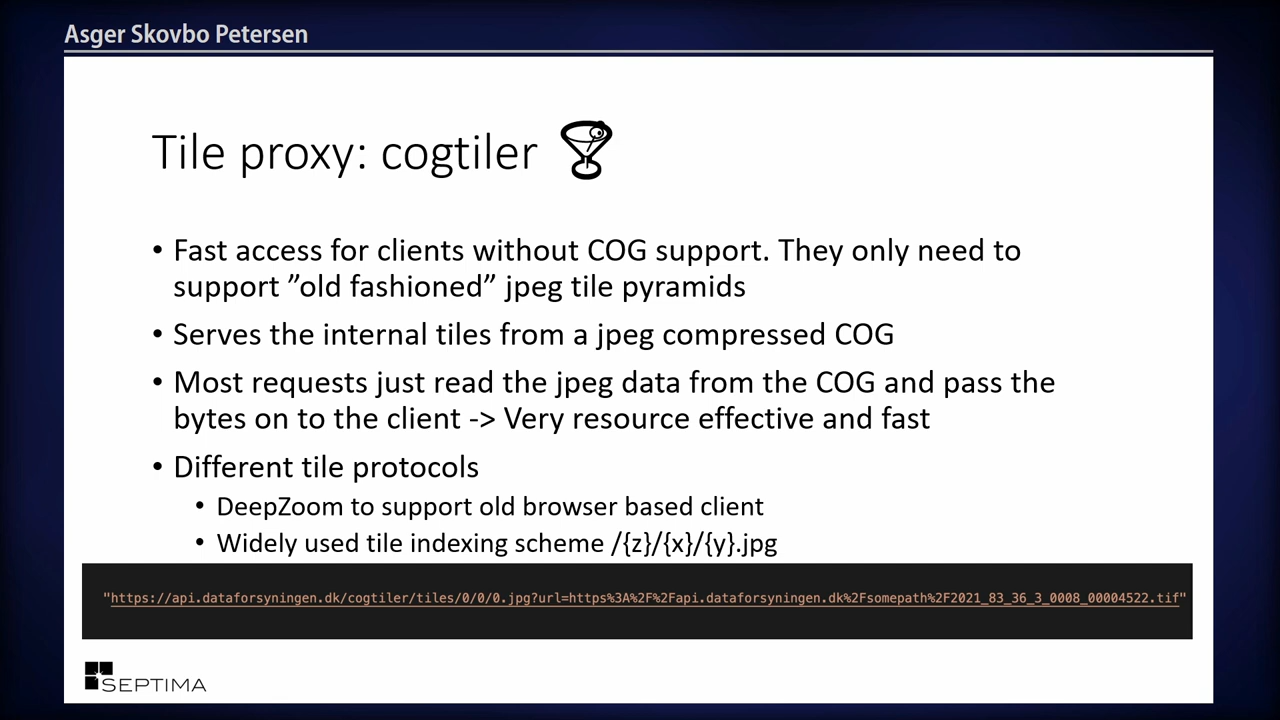 Asger Skovbo Petersen
Tile proxy: cogtiler
• Fast access for clients without COG support. They only need to
support ”old fashioned” jpeg tile pyramids
• Serves the internal tiles from a jpeg compressed COG
• Most requests just read the jpeg data from the COG and pass the
bytes on to the client -> Very resource effective and fast
• Different tile protocols
• DeepZoom to support old browser based client
• Widely used tile indexing scheme /{z}/{x}/{y}.jpg
"https://api.dataforsyningen.dk/cogtiler/tiles/0/0/0.jpg?url=https%3A%2F%2Fapi.dataforsyningen.dk%2Fsomepath%2F2021_83_36_3_0008_00004522.tif"
SEPTIMA